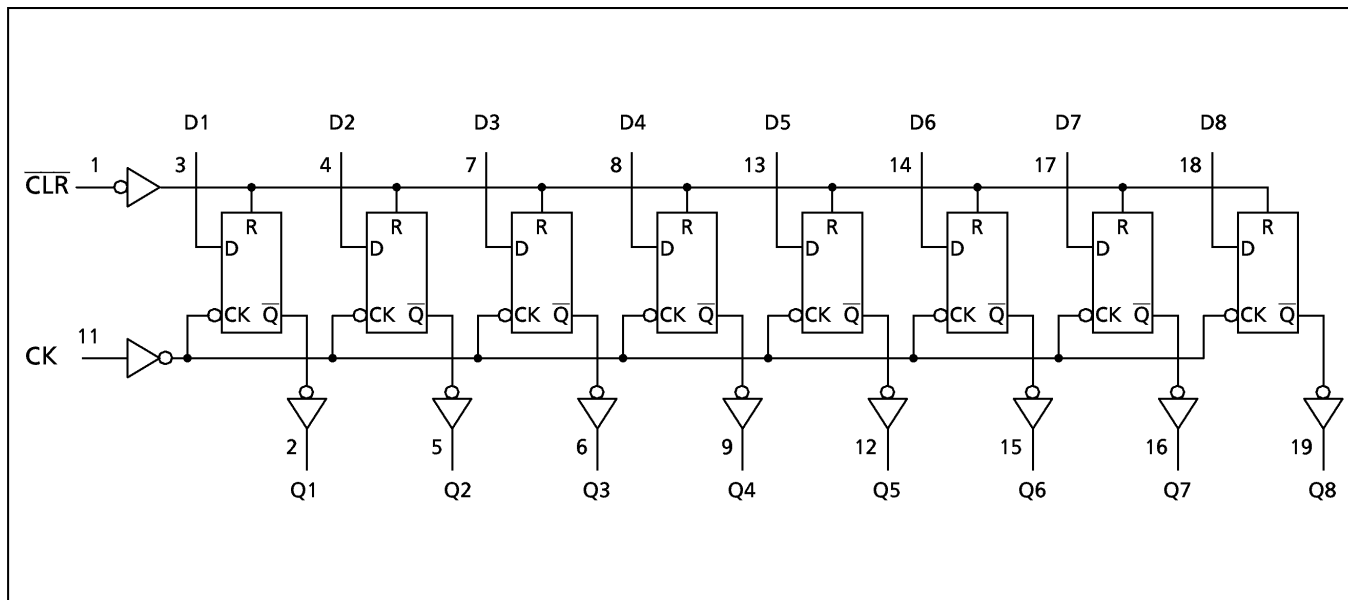 D1 D2 D3 D4 D5 D6 D7 D8
3 4 7 8 13 14 17 18
C̅L̅R̅ 1
R R R R R R R R
D D D D D D D D
CK Q̅ CK Q̅ CK Q̅ CK Q̅ CK Q̅ CK Q̅ CK Q̅ CK Q̅
CK 11
2 5 6 9 12 15 16 19
Q1 Q2 Q3 Q4 Q5 Q6 Q7 Q8